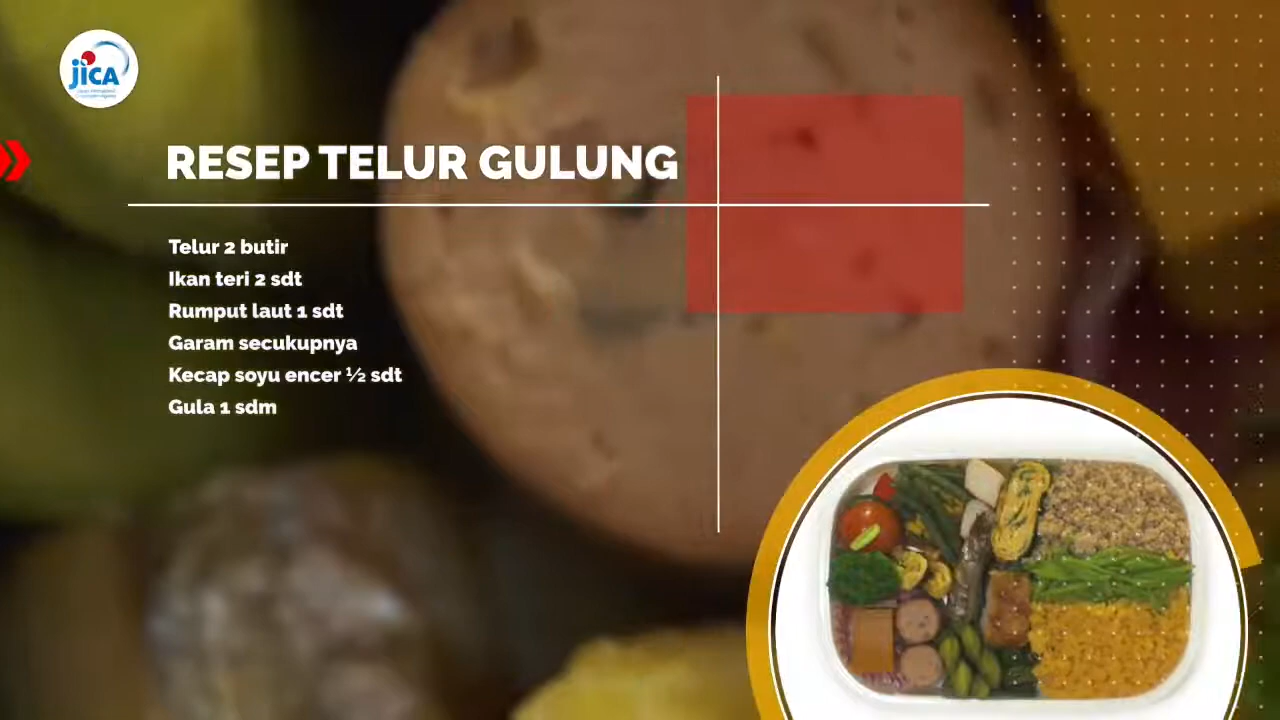 JICA
RESEP TELUR GULUNG
Telur 2 butir
Ikan teri 2 sdt
Rumput laut 1 sdt
Garam secukupnya
Kecap soyu encer ½ sdt
Gula 1 sdm